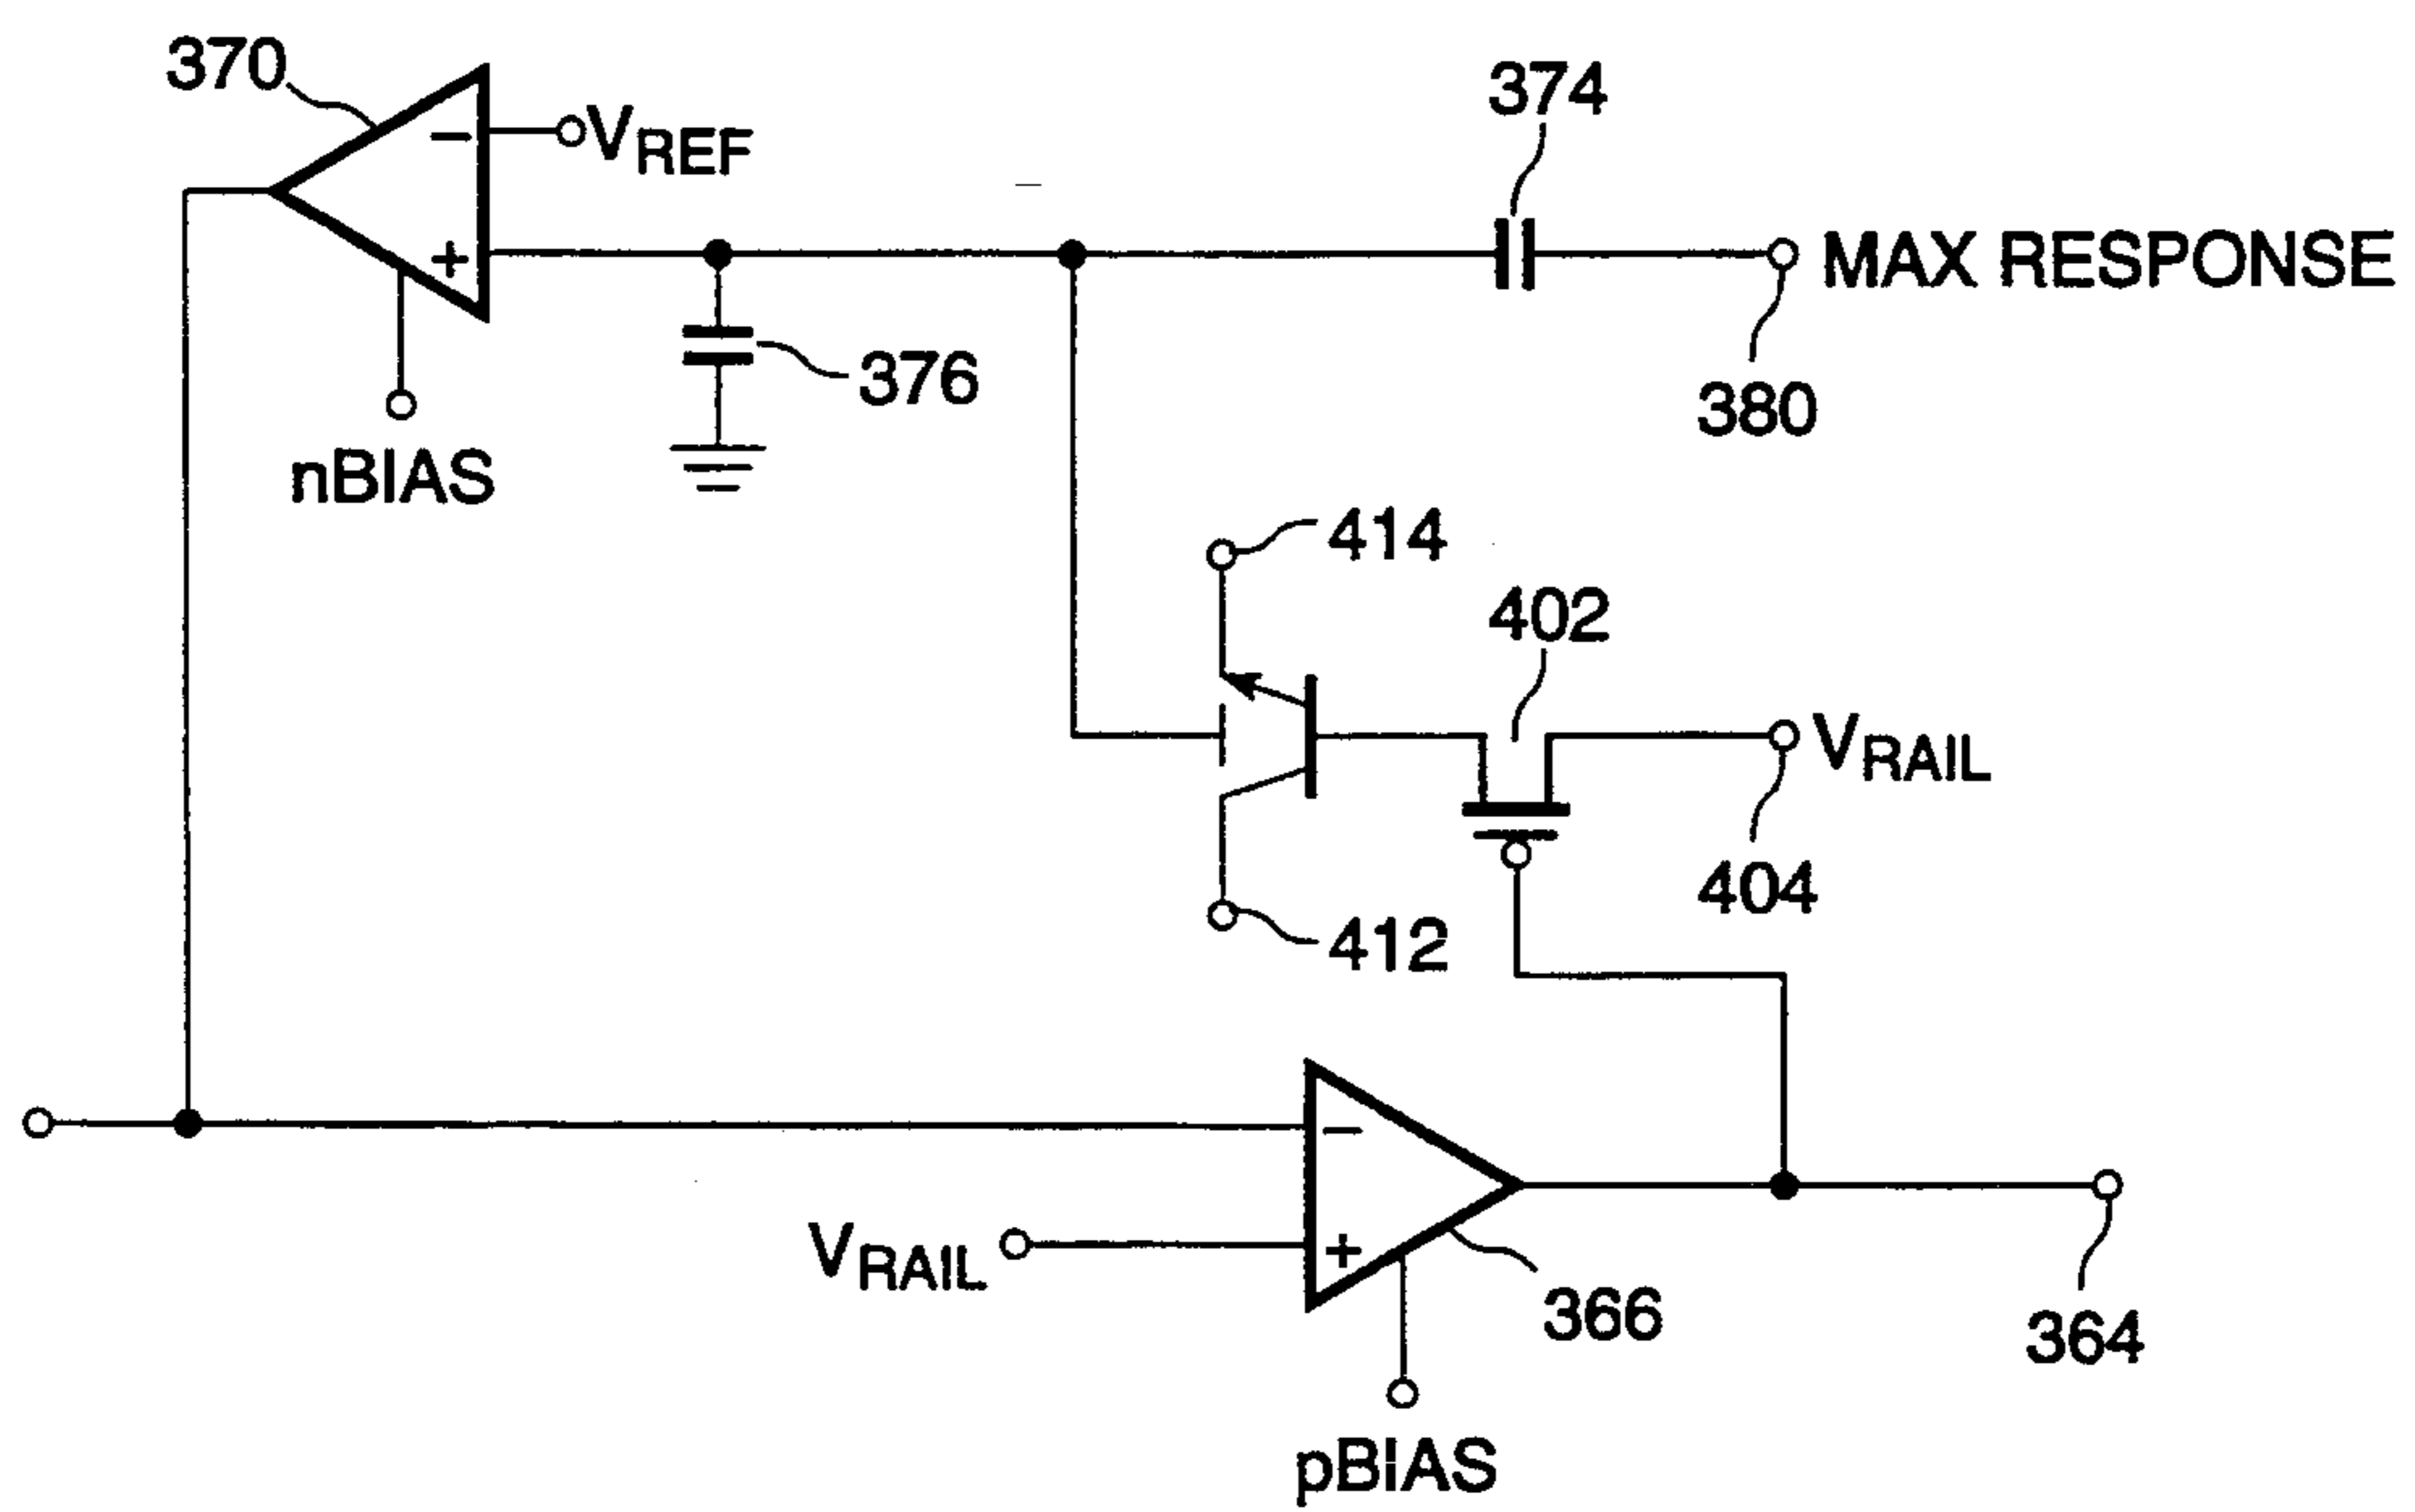 370
VREF
374
MAX RESPONSE
376
380
nBIAS
414
402
VRAIL
404
412
VRAIL
366
364
pBIAS